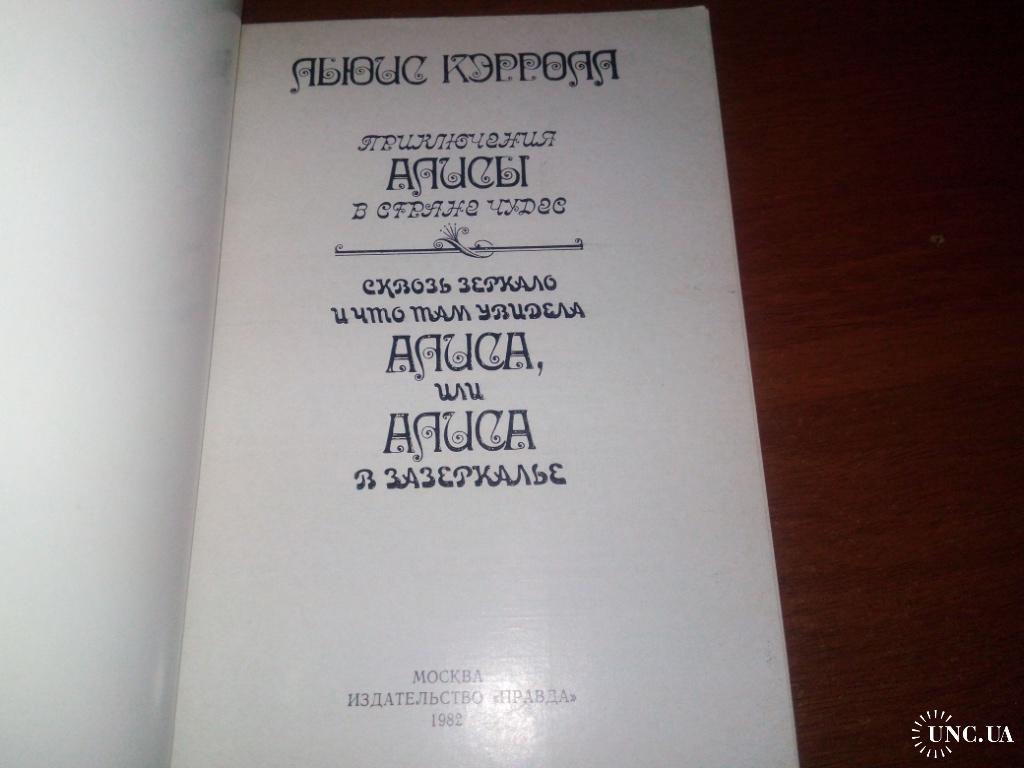 ЛЬЮИС КЭРРОЛЛ
ПРИКЛЮЧЕНИЯ
АЛИСЫ
В СТРАНЕ ЧУДЕС
СКВОЗЬ ЗЕРКАЛО
И ЧТО ТАМ УВИДЕЛА
АЛИСА,
ИЛИ
АЛИСА
В ЗАЗЕРКАЛЬЕ
МОСКВА
ИЗДАТЕЛЬСТВО «ПРАВДА»
1982
UNC.UA